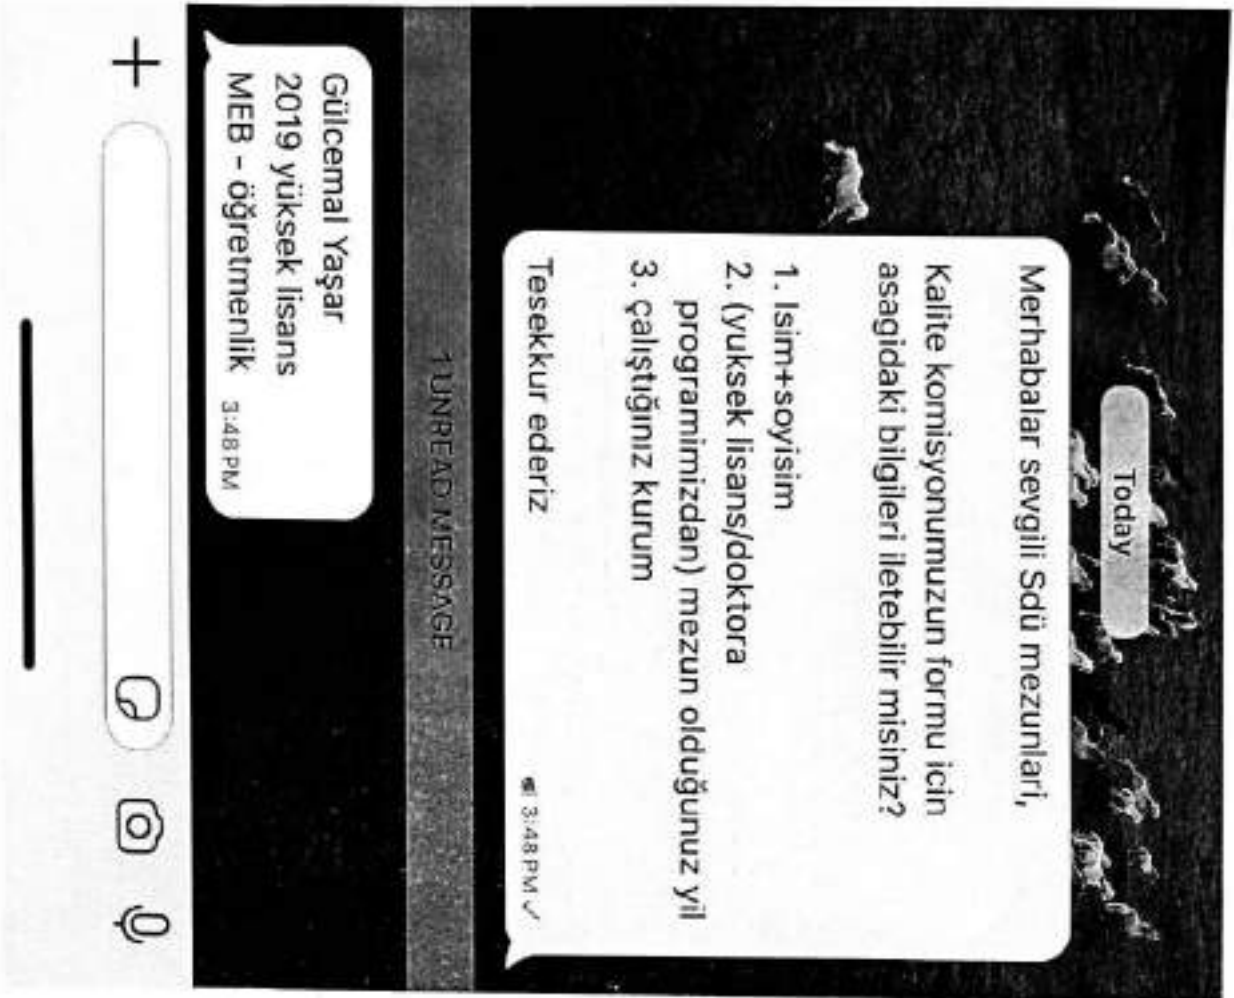 Today
Merhabalar sevgili Sdü mezunlari,
Kalite komisyonumuzun formu icin
asagidaki bilgileri iletebilir misiniz?
1. Isim+soyisim
2. (yuksek lisans/doktora
programimizdan) mezun olduğunuz yil
3. çalıştığınız kurum
Tesekkur ederiz
3:48 PM ✓
1 UNREAD MESSAGE
Gülcemal Yaşar
2019 yüksek lisans
MEB - öğretmenlik
3:48 PM